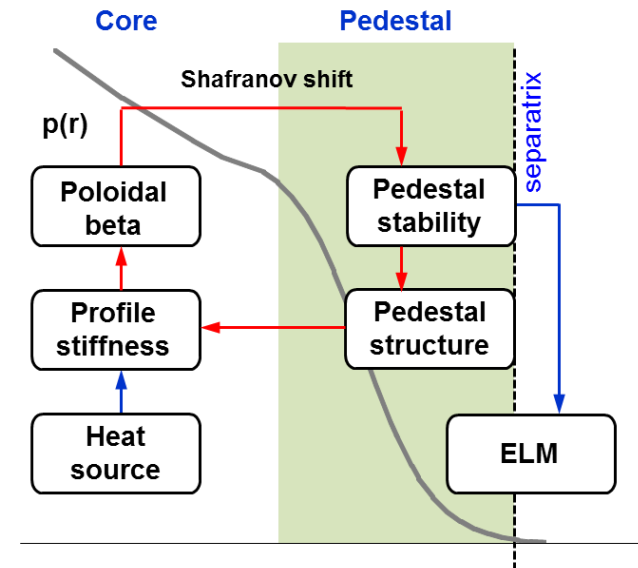 Core
Pedestal
Shafranov shift
p(r)
separatrix
Poloidal
beta
Pedestal
stability
Profile
stiffness
Pedestal
structure
Heat
source
ELM